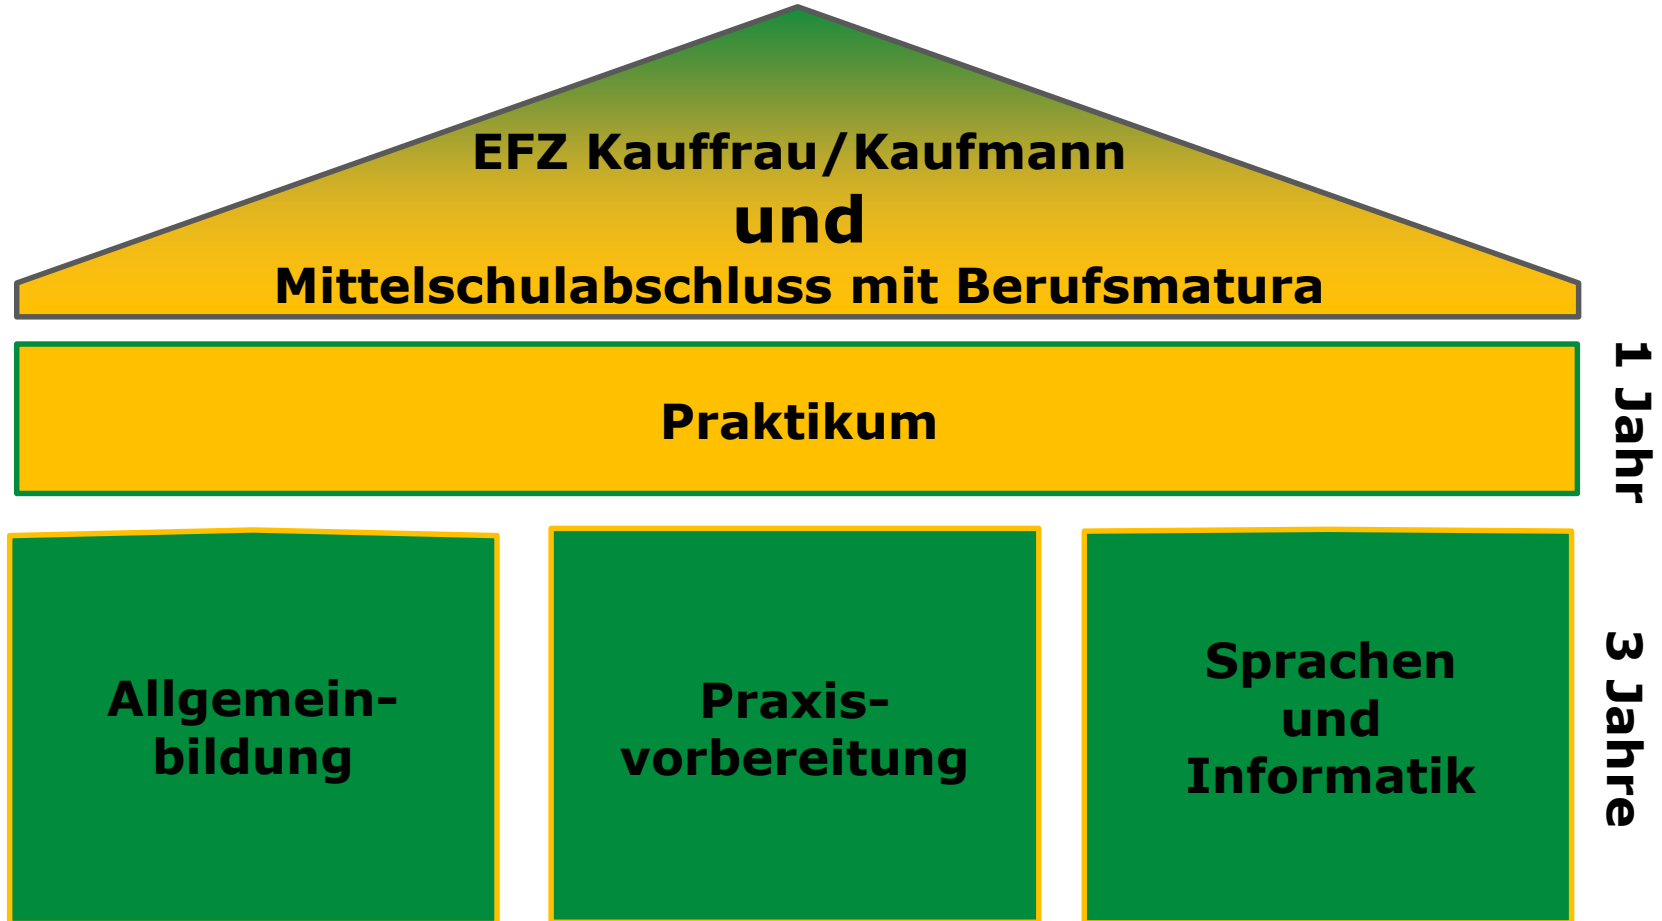 EFZ Kauffrau/Kaufmann
und
Mittelschulabschluss mit Berufsmatura
Praktikum
1 Jahr
Allgemein-
bildung
Praxis-
vorbereitung
Sprachen
und
Informatik
3 Jahre